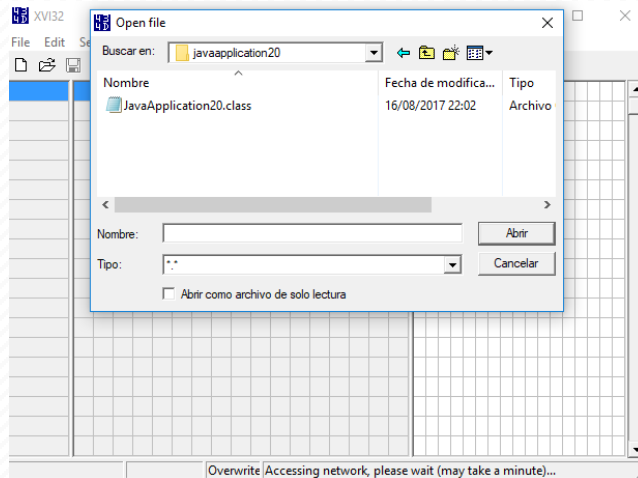 XVI32
Open file
File Edit Se
Buscar en: javaapplication20
Nombre Fecha de modifica... Tipo
JavaApplication20.class 16/08/2017 22:02 Archivo
Nombre: Abrir
Tipo: *.* Cancelar
Abrir como archivo de solo lectura
Overwrite Accessing network, please wait (may take a minute)...